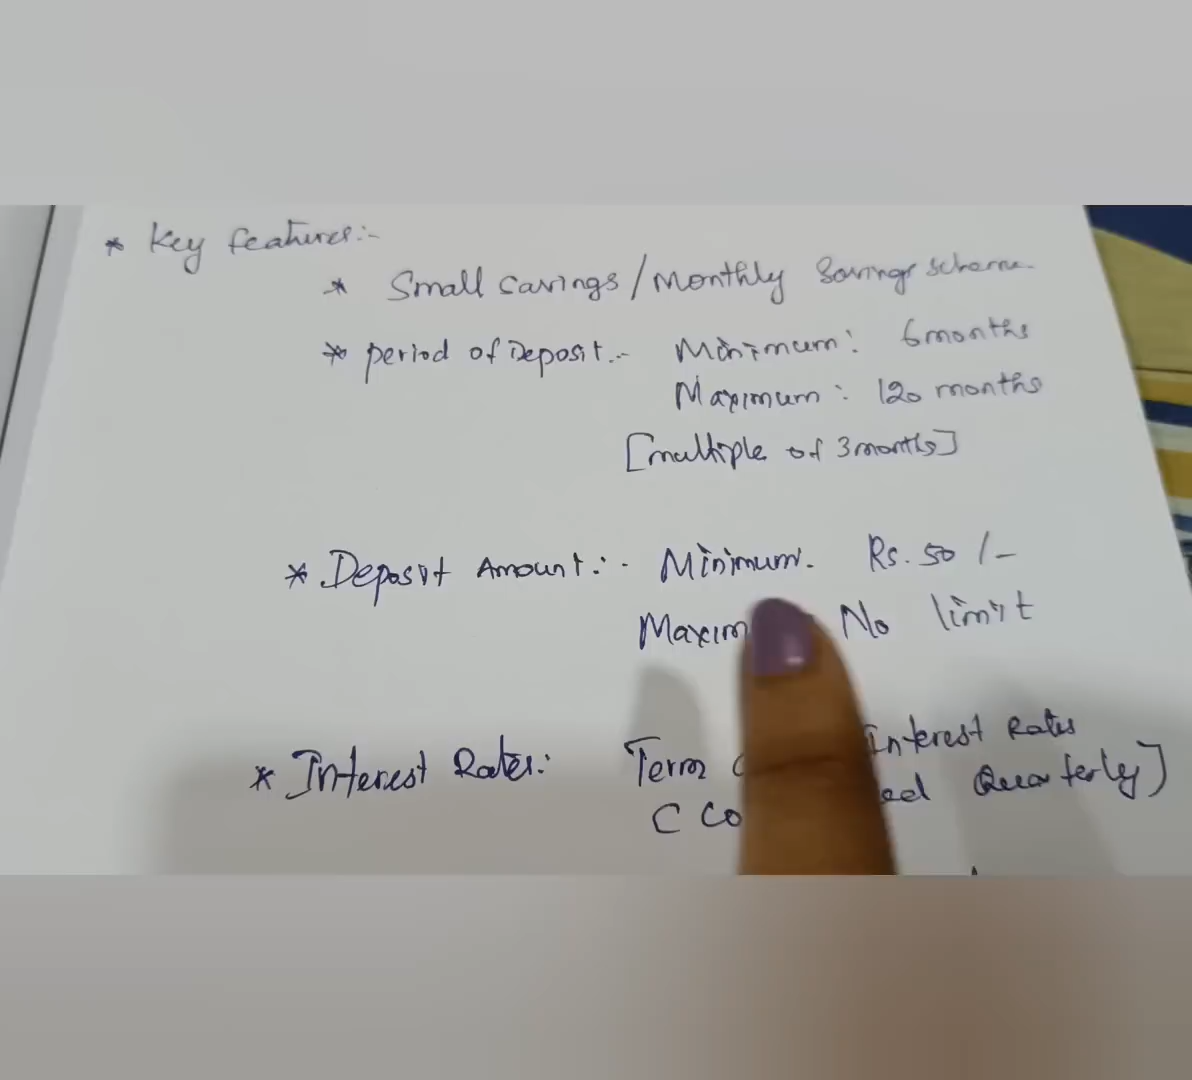 * Key features:-
* Small savings/Monthly Savings scheme
* period of Deposit:- Minimum: 6months
Maximum: 120 months
[multiple of 3months]
* Deposit Amount:- Minimum. Rs. 50/-
Maxim No limit
* Interest Rates: Term Interest Rates
Quarterly]